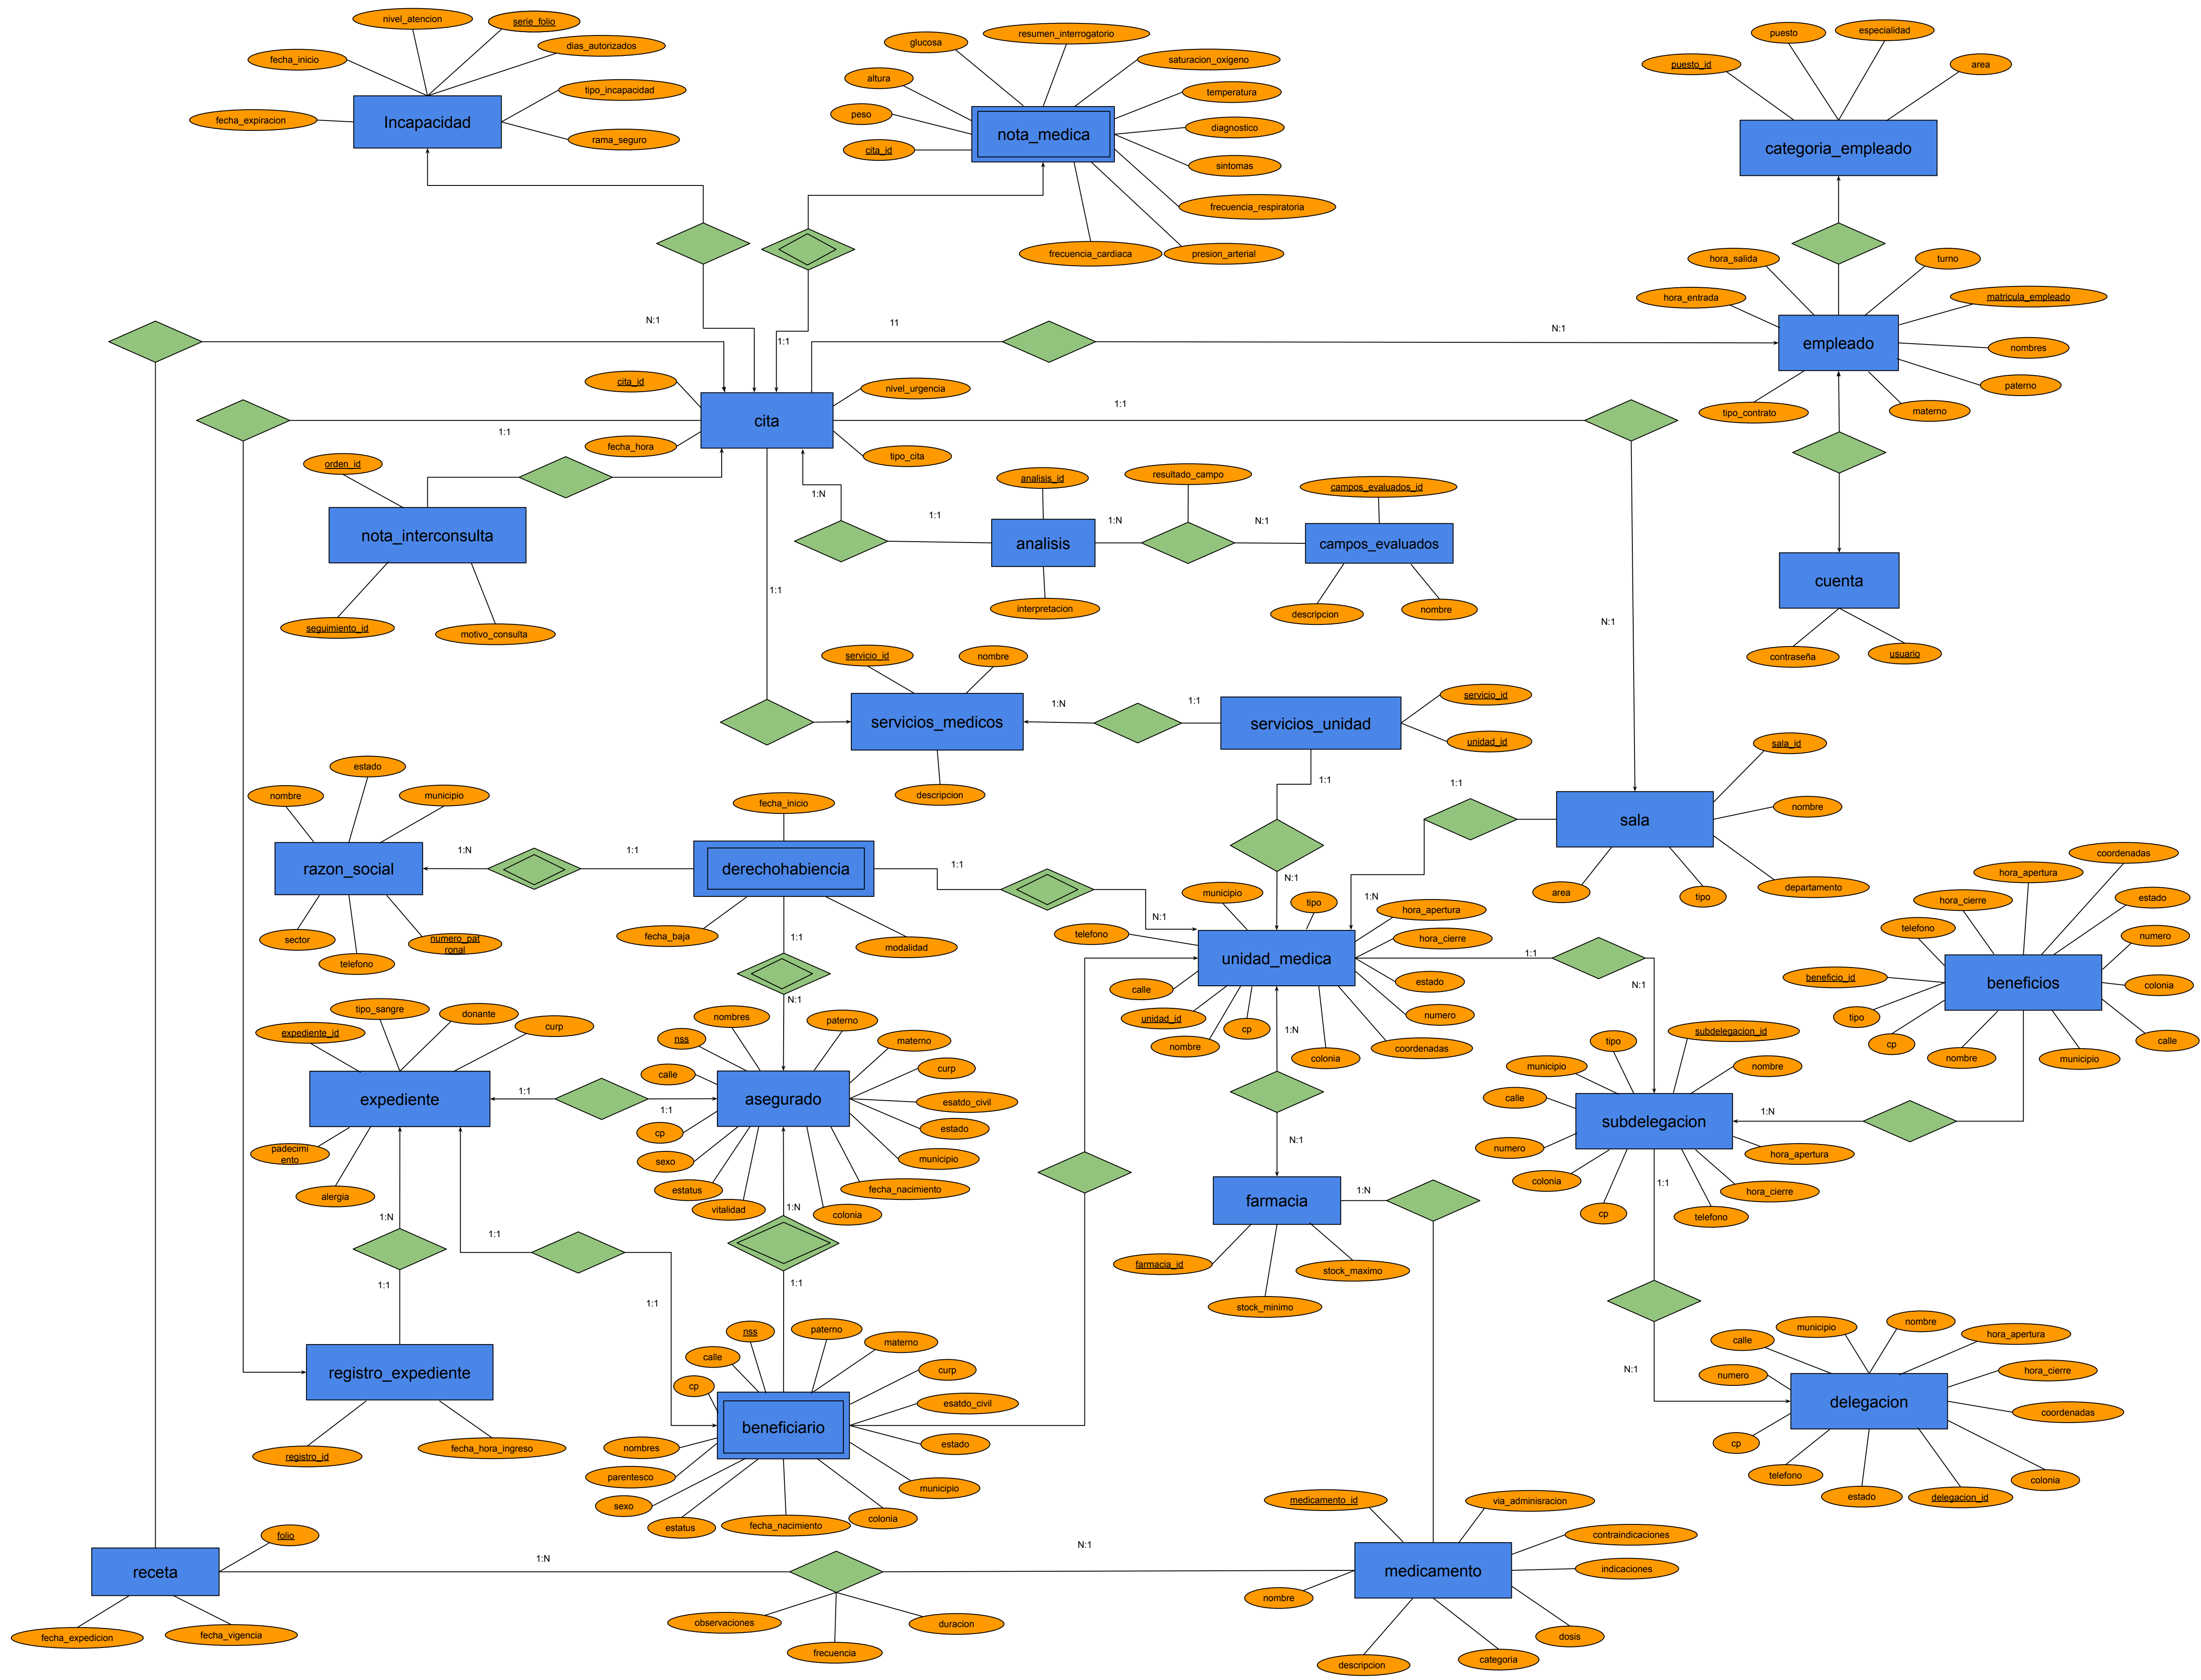 nivel_atencion
serie_folio
dias_autorizados
fecha_inicio
tipo_incapacidad
Incapacidad
fecha_expiracion
rama_seguro
resumen_interrogatorio
glucosa
saturacion_oxigeno
altura
temperatura
peso
diagnostico
nota_medica
cita_id
sintomas
frecuencia_respiratoria
frecuencia_cardiaca
presion_arterial
puesto
especialidad
puesto_id
area
categoria_empleado
hora_salida
turno
hora_entrada
matricula_empleado
empleado
nombres
paterno
tipo_contrato
materno
N:1
11
N:1
1:1
cita_id
nivel_urgencia
cita
1:1
1:1
fecha_hora
tipo_cita
orden_id
nota_interconsulta
seguimiento_id
motivo_consulta
1:N
1:1
analisis_id
analisis
interpretacion
1:N
resultado_campo
N:1
campos_evaluados_id
campos_evaluados
descripcion
nombre
cuenta
contraseña
usuario
1:1
N:1
servicio_id
nombre
servicios_medicos
descripcion
1:N
1:1
servicios_unidad
servicio_id
unidad_id
1:1
N:1
sala_id
nombre
sala
departamento
area
tipo
1:1
1:N
estado
nombre
municipio
razon_social
sector
telefono
numero_pat
ronal
1:N
1:1
fecha_inicio
derechohabiencia
fecha_baja
modalidad
1:1
N:1
1:1
N:1
municipio
tipo
hora_apertura
telefono
hora_cierre
unidad_medica
estado
calle
unidad_id
numero
nombre
cp
colonia
coordenadas
1:1
N:1
coordenadas
hora_apertura
hora_cierre
estado
telefono
numero
beneficio_id
beneficios
colonia
tipo
cp
nombre
municipio
calle
1:N
subdelegacion_id
tipo
municipio
nombre
calle
subdelegacion
numero
hora_apertura
colonia
hora_cierre
cp
telefono
1:1
N:1
tipo_sangre
donante
expediente_id
curp
expediente
padecimi
ento
alergia
1:1
1:1
nombres
paterno
nss
materno
calle
curp
asegurado
esatdo_civil
cp
estado
sexo
municipio
estatus
fecha_nacimiento
vitalidad
colonia
1:N
1:1
1:N
1:1
1:1
1:1
1:N
N:1
farmacia
1:N
farmacia_id
stock_maximo
stock_minimo
registro_expediente
registro_id
fecha_hora_ingreso
nss
paterno
materno
calle
curp
cp
esatdo_civil
beneficiario
estado
nombres
parentesco
municipio
sexo
colonia
estatus
fecha_nacimiento
nombre
municipio
hora_apertura
calle
hora_cierre
numero
delegacion
coordenadas
cp
telefono
colonia
estado
delegacion_id
folio
receta
fecha_expedicion
fecha_vigencia
1:N
N:1
observaciones
duracion
frecuencia
medicamento_id
via_adminisracion
contraindicaciones
indicaciones
medicamento
nombre
dosis
descripcion
categoria